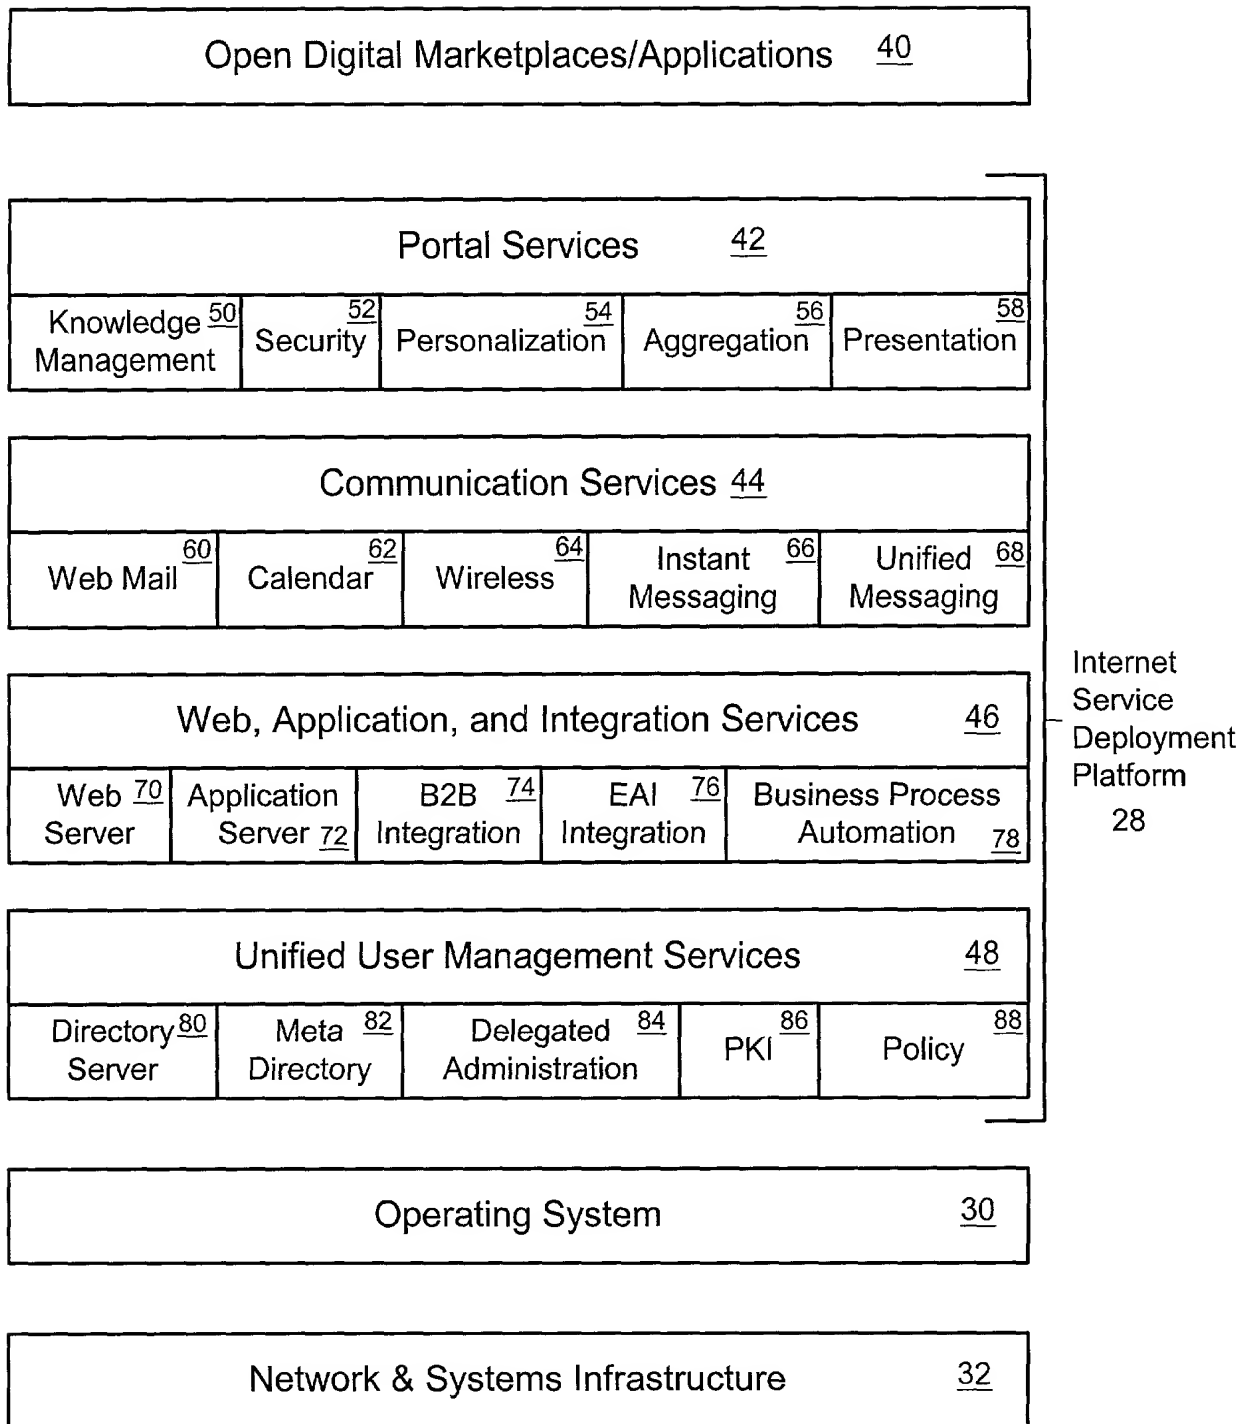 Open Digital Marketplaces/Applications 40
Portal Services 42
Knowledge 50
Management
Security 52
Personalization 54
Aggregation 56
Presentation 58
Communication Services 44
Web Mail 60
Calendar 62
Wireless 64
Instant 66
Messaging
Unified 68
Messaging
Web, Application, and Integration Services 46
Web 70
Server
Application
Server 72
B2B 74
Integration
EAI 76
Integration
Business Process
Automation 78
Internet
Service
Deployment
Platform
28
Unified User Management Services 48
Directory 80
Server
Meta 82
Directory
Delegated 84
Administration
PKI 86
Policy 88
Operating System 30
Network & Systems Infrastructure 32